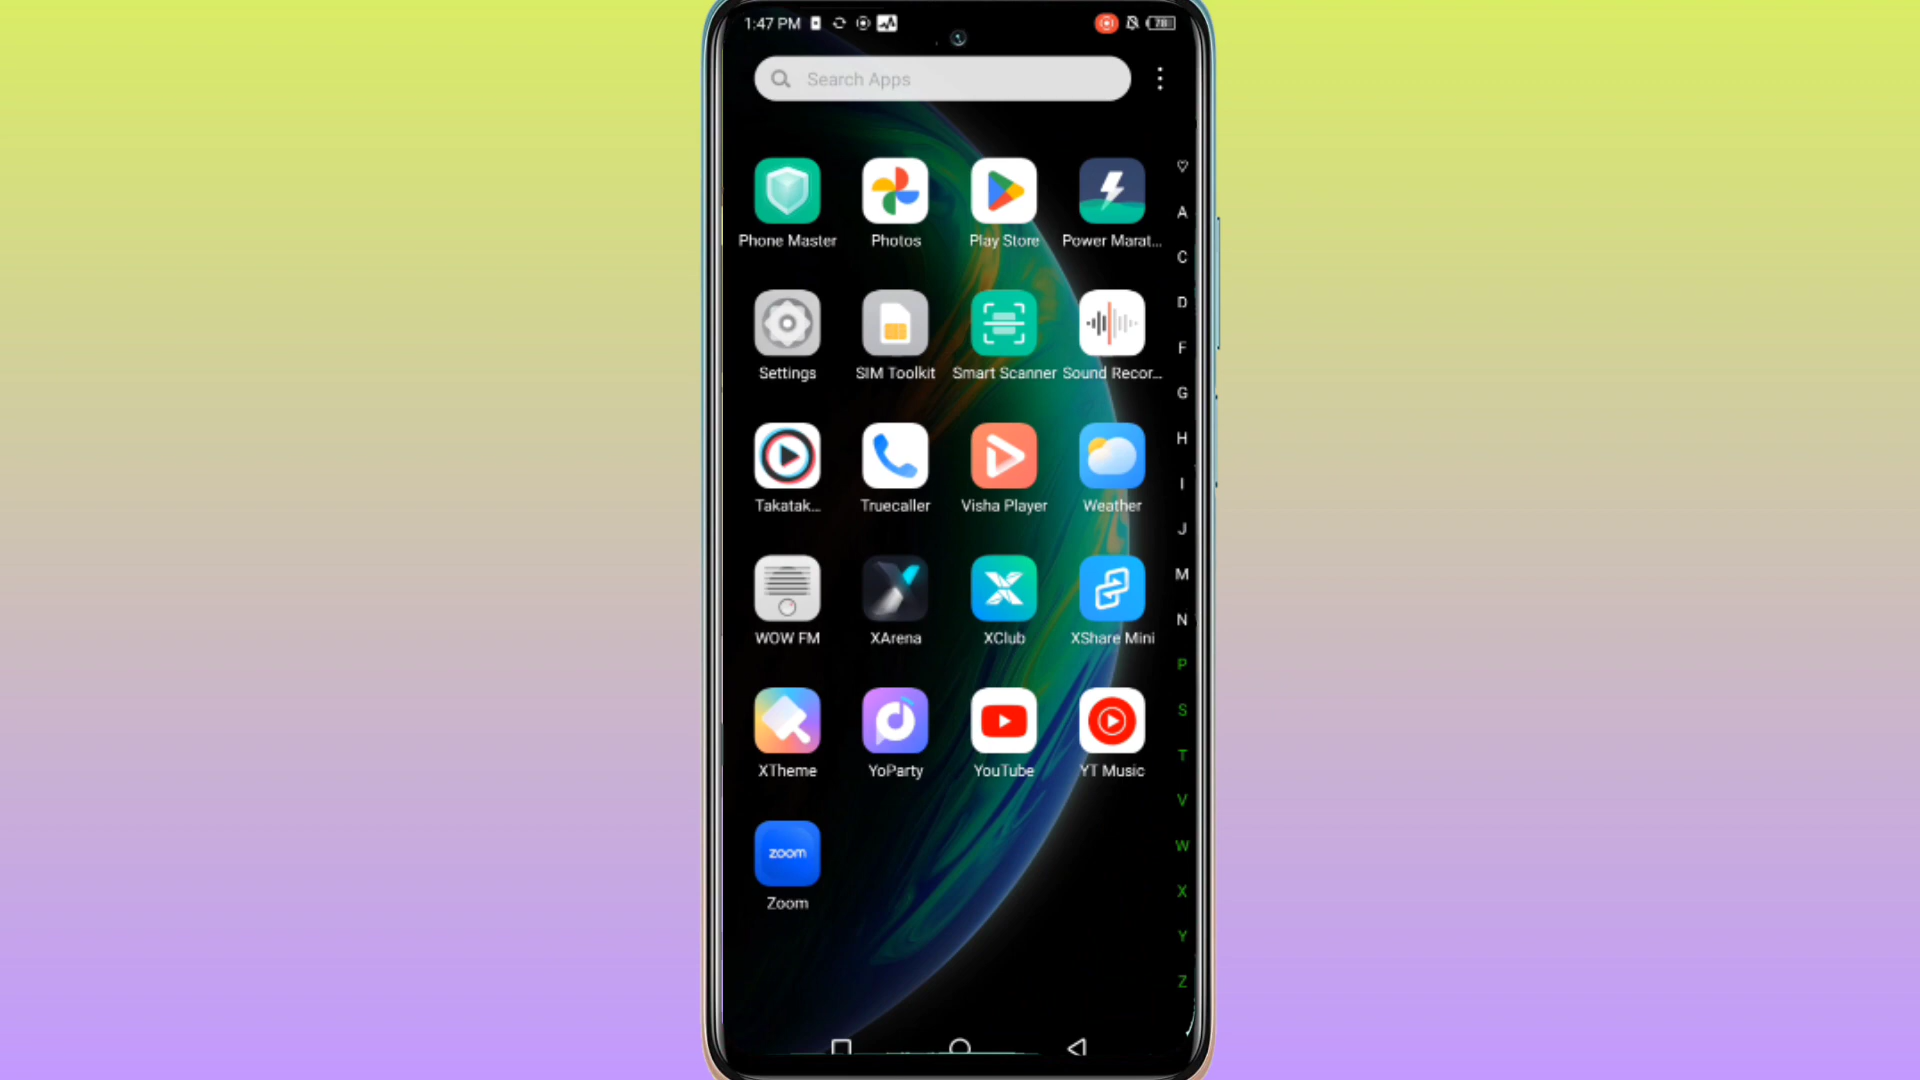 1:47 PM
78
Search Apps
Phone Master Photos Play Store Power Marat...
Settings SIM Toolkit Smart Scanner Sound Recor...
Takatak... Truecaller Visha Player Weather
WOW FM XArena XClub XShare Mini
XTheme YoParty YouTube YT Music
zoom
Zoom
A
C
D
F
G
H
I
J
M
N
P
S
T
V
W
X
Y
Z